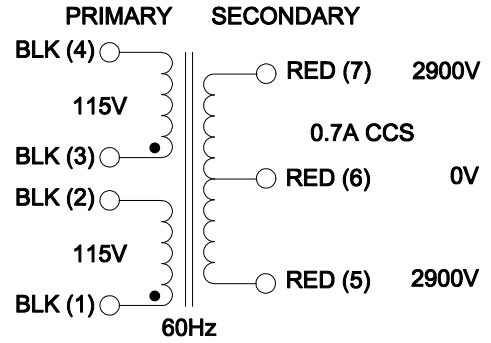 PRIMARY SECONDARY
BLK (4) RED (7) 2900V
115V 0.7A CCS
BLK (3) RED (6) 0V
BLK (2)
115V RED (5) 2900V
BLK (1)
60Hz